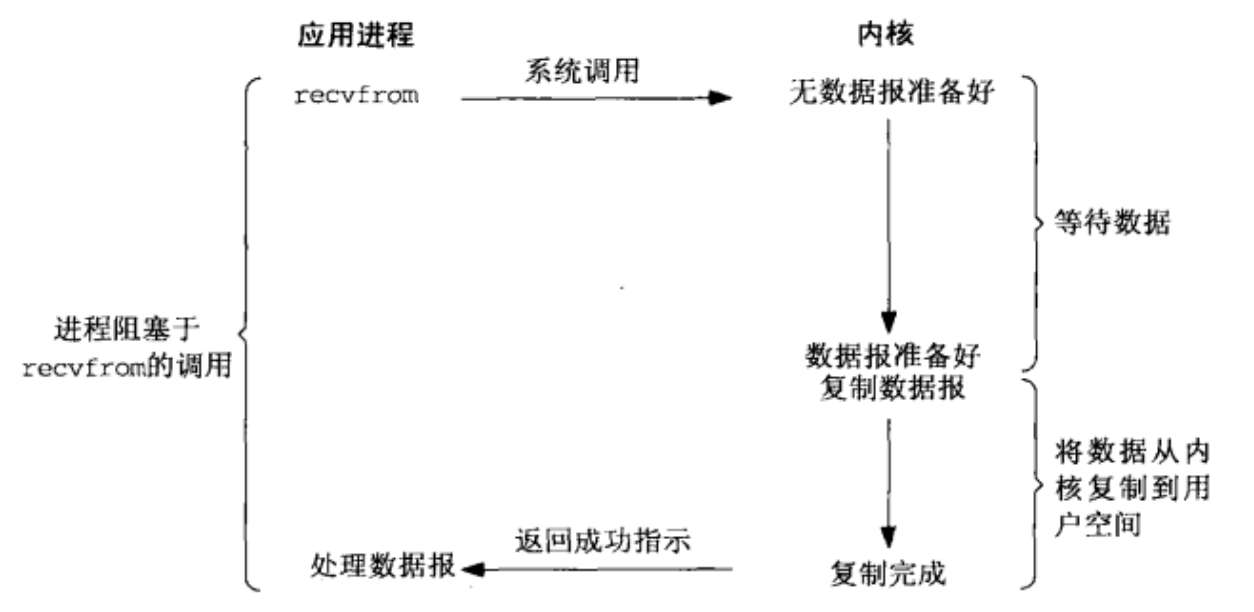 应用进程
内核
系统调用
recvfrom
无数据报准备好
等待数据
进程阻塞于
recvfrom的调用
数据报准备好
复制数据报
将数据从内
核复制到用
户空间
返回成功指示
处理数据报
复制完成